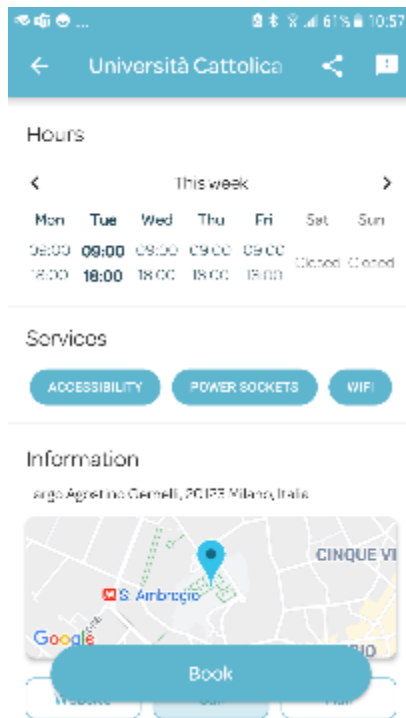 ... 61% 10:57
Università Cattolica
Hours
This week
Mon Tue Wed Thu Fri Sat Sun
09:00 09:00 09:00 09:00 09:00 Closed Closed
18:00 18:00 18:00 18:00 18:00
Services
ACCESSIBILITY POWER SOCKETS WIFI
Information
Agostino Gemelli, 20123 Milano, Italia
CINQUE VI
S. Ambrogio
Google
Book